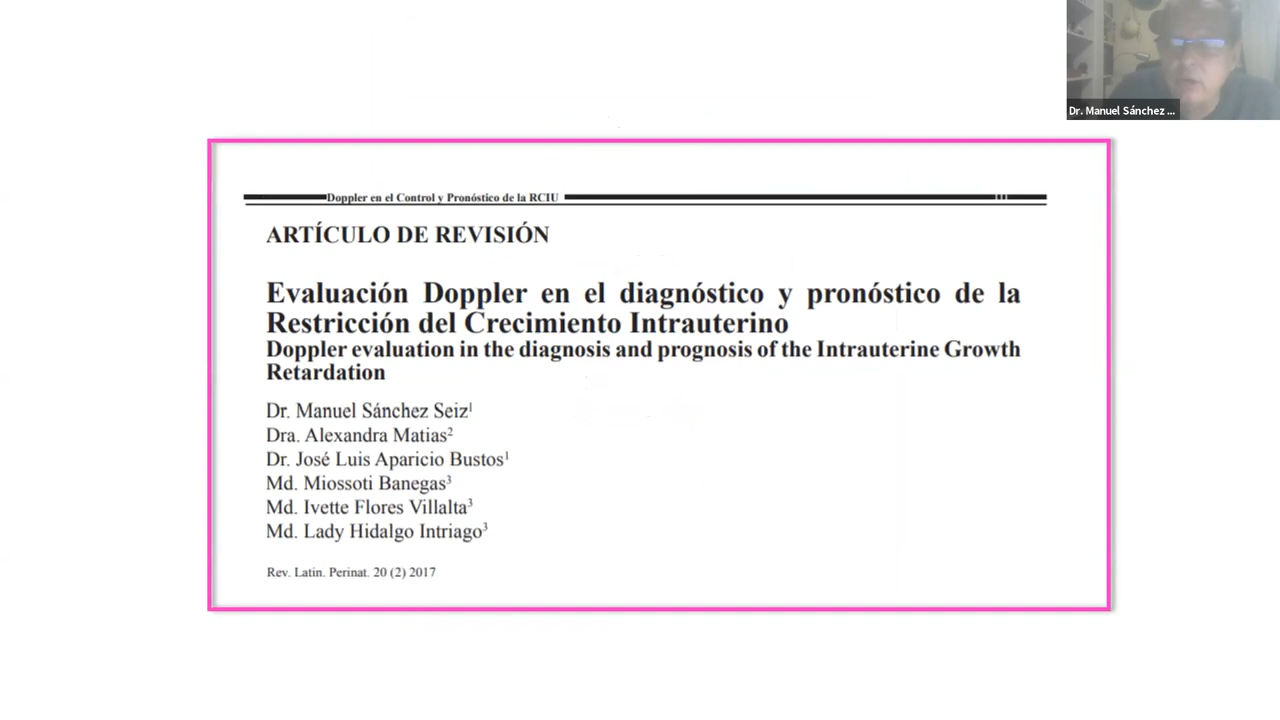 Dr. Manuel Sánchez ...
Doppler en el Control y Pronóstico de la RCIU
ARTÍCULO DE REVISIÓN
Evaluación Doppler en el diagnóstico y pronóstico de la
Restricción del Crecimiento Intrauterino
Doppler evaluation in the diagnosis and prognosis of the Intrauterine Growth
Retardation
Dr. Manuel Sánchez Seiz¹
Dra. Alexandra Matias²
Dr. José Luis Aparicio Bustos¹
Md. Miossoti Banegas³
Md. Ivette Flores Villalta³
Md. Lady Hidalgo Intriago³
Rev. Latin. Perinat. 20 (2) 2017